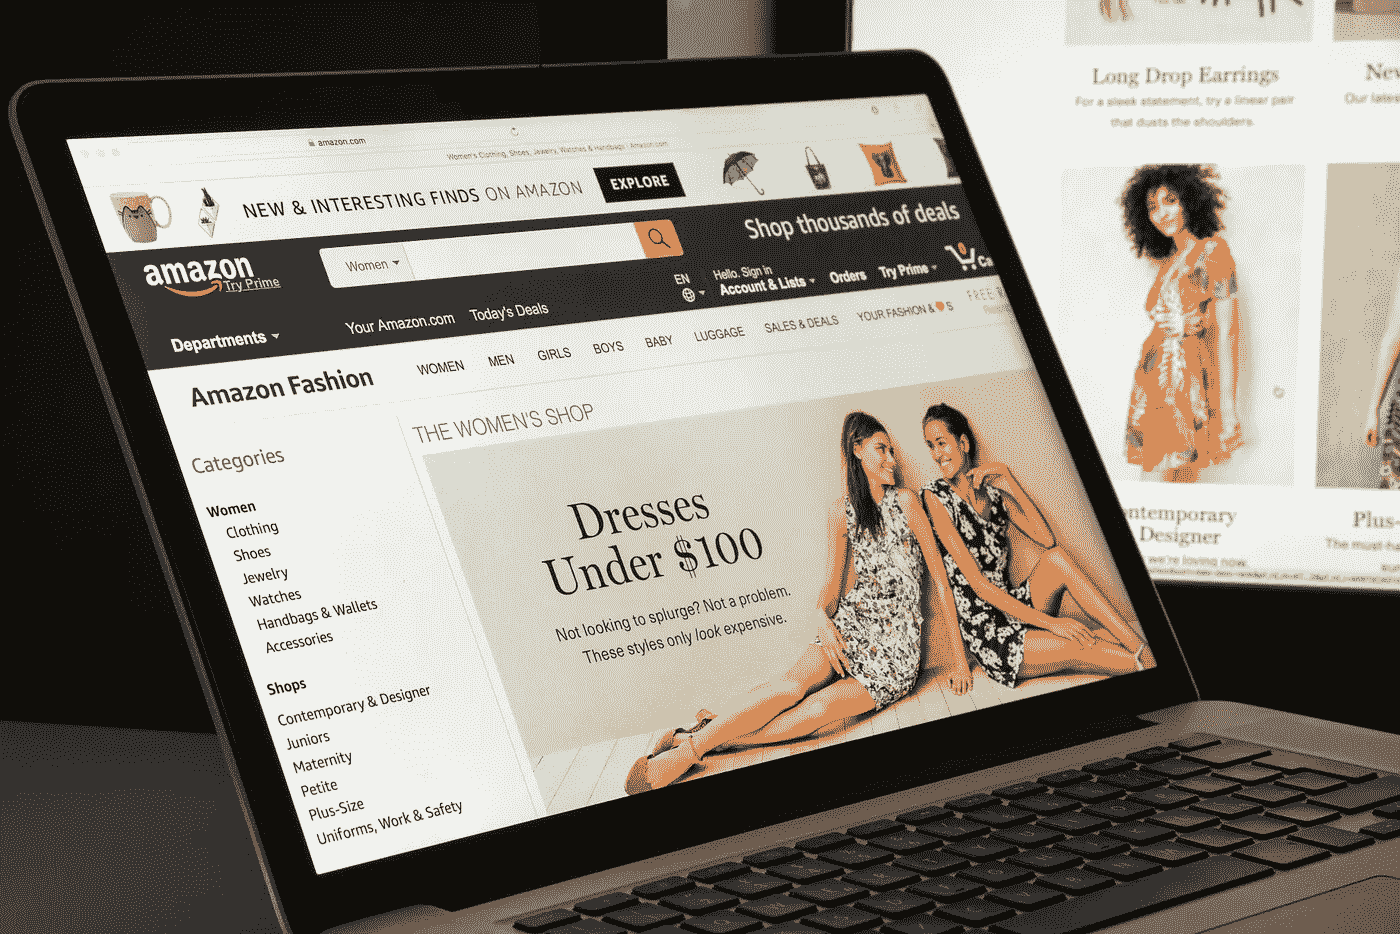 amazon.com
Women's Clothing, Shoes, Jewelry, Watches & Handbags - Amazon.com
NEW & INTERESTING FINDS ON AMAZON
EXPLORE
amazon
Try Prime
Women
Shop thousands of deals
Departments
Your Amazon.com
Today's Deals
EN
Hello. Sign in
Account & Lists
Orders
Try Prime
0
Ca
Amazon Fashion
WOMEN
MEN
GIRLS
BOYS
BABY
LUGGAGE
SALES & DEALS
YOUR FASHION & S
FREE
Categories
Women
Clothing
Shoes
Jewelry
Watches
Handbags & Wallets
Accessories
Shops
Contemporary & Designer
Juniors
Maternity
Petite
Plus-Size
Uniforms, Work & Safety
THE WOMEN'S SHOP
Dresses
Under $100
Not looking to splurge? Not a problem.
These styles only look expensive.
Long Drop Earrings
For a sleek statement, try a linear pair
that dusts the shoulders.
New
Our lates
ontemporary
Designer
we're loving now.
Plus-
The must-